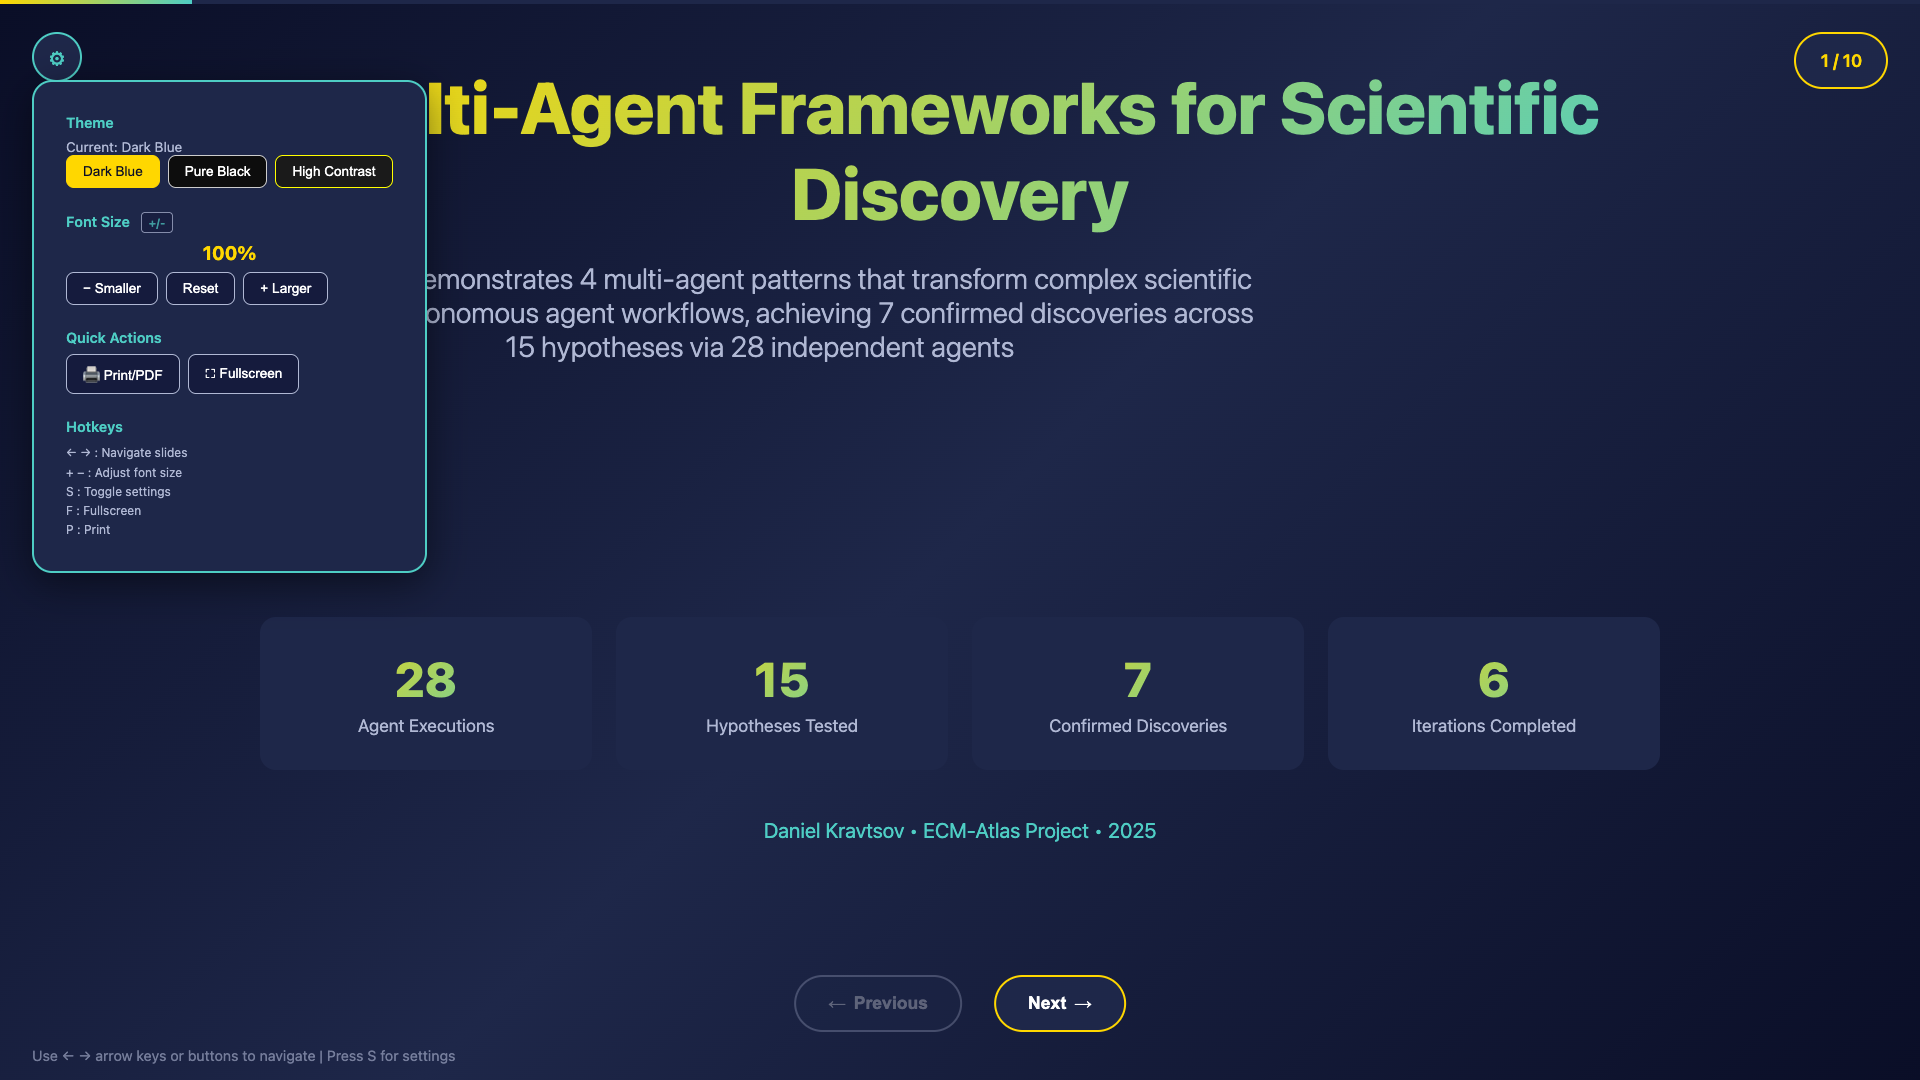 ⚙
1 / 10
Theme
Current: Dark Blue
Dark Blue
Pure Black
High Contrast
Font Size +/-
100%
− Smaller
Reset
+ Larger
Quick Actions
🖨️ Print/PDF
⛶ Fullscreen
Hotkeys
← → : Navigate slides
+ − : Adjust font size
S : Toggle settings
F : Fullscreen
P : Print
lti-Agent Frameworks for Scientific
Discovery
emonstrates 4 multi-agent patterns that transform complex scientific
onomous agent workflows, achieving 7 confirmed discoveries across
15 hypotheses via 28 independent agents
28
Agent Executions
15
Hypotheses Tested
7
Confirmed Discoveries
6
Iterations Completed
Daniel Kravtsov • ECM-Atlas Project • 2025
← Previous
Next →
Use ← → arrow keys or buttons to navigate | Press S for settings